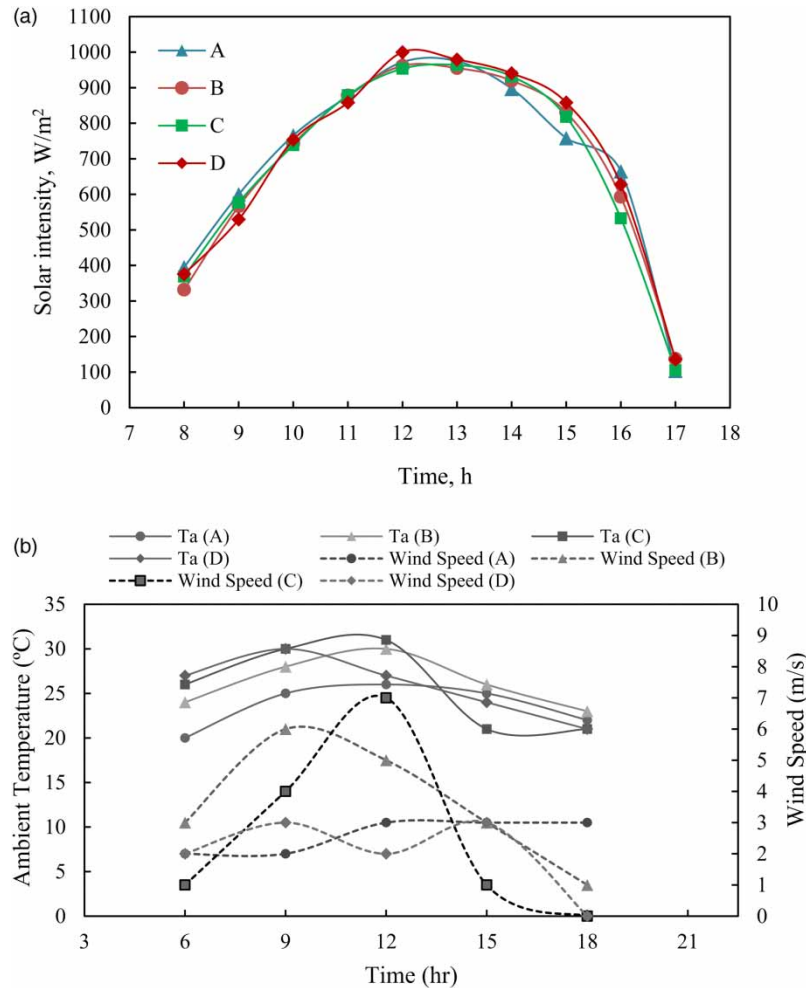 (a)
1100
1000
900
800
700
600
500
400
300
200
100
0
Solar intensity, W/m²
A
B
C
D
7 8 9 10 11 12 13 14 15 16 17 18
Time, h
(b)
Ta (A) Ta (B) Ta (C)
Ta (D) Wind Speed (A) Wind Speed (B)
Wind Speed (C) Wind Speed (D)
35
30
25
20
15
10
5
0
Ambient Temperature (ºC)
10
9
8
7
6
5
4
3
2
1
0
Wind Speed (m/s)
3 6 9 12 15 18 21
Time (hr)